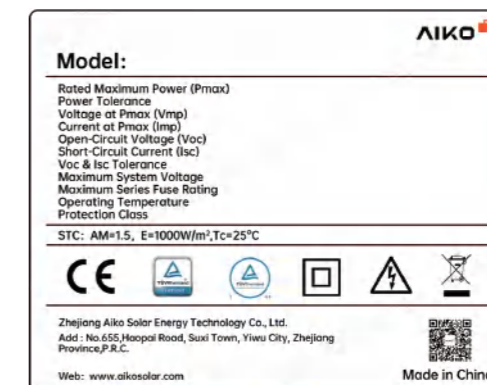 AIKO
Model:
Rated Maximum Power (Pmax)
Power Tolerance
Voltage at Pmax (Vmp)
Current at Pmax (Imp)
Open-Circuit Voltage (Voc)
Short-Circuit Current (Isc)
Voc & Isc Tolerance
Maximum System Voltage
Maximum Series Fuse Rating
Operating Temperature
Protection Class
STC: AM=1.5, E=1000W/m²,Tc=25°C
CE
Zhejiang Aiko Solar Energy Technology Co., Ltd.
Add : No.655,Haopai Road, Suxi Town, Yiwu City, Zhejiang
Province,P.R.C.
Web: www.aikosolar.com
Made in China